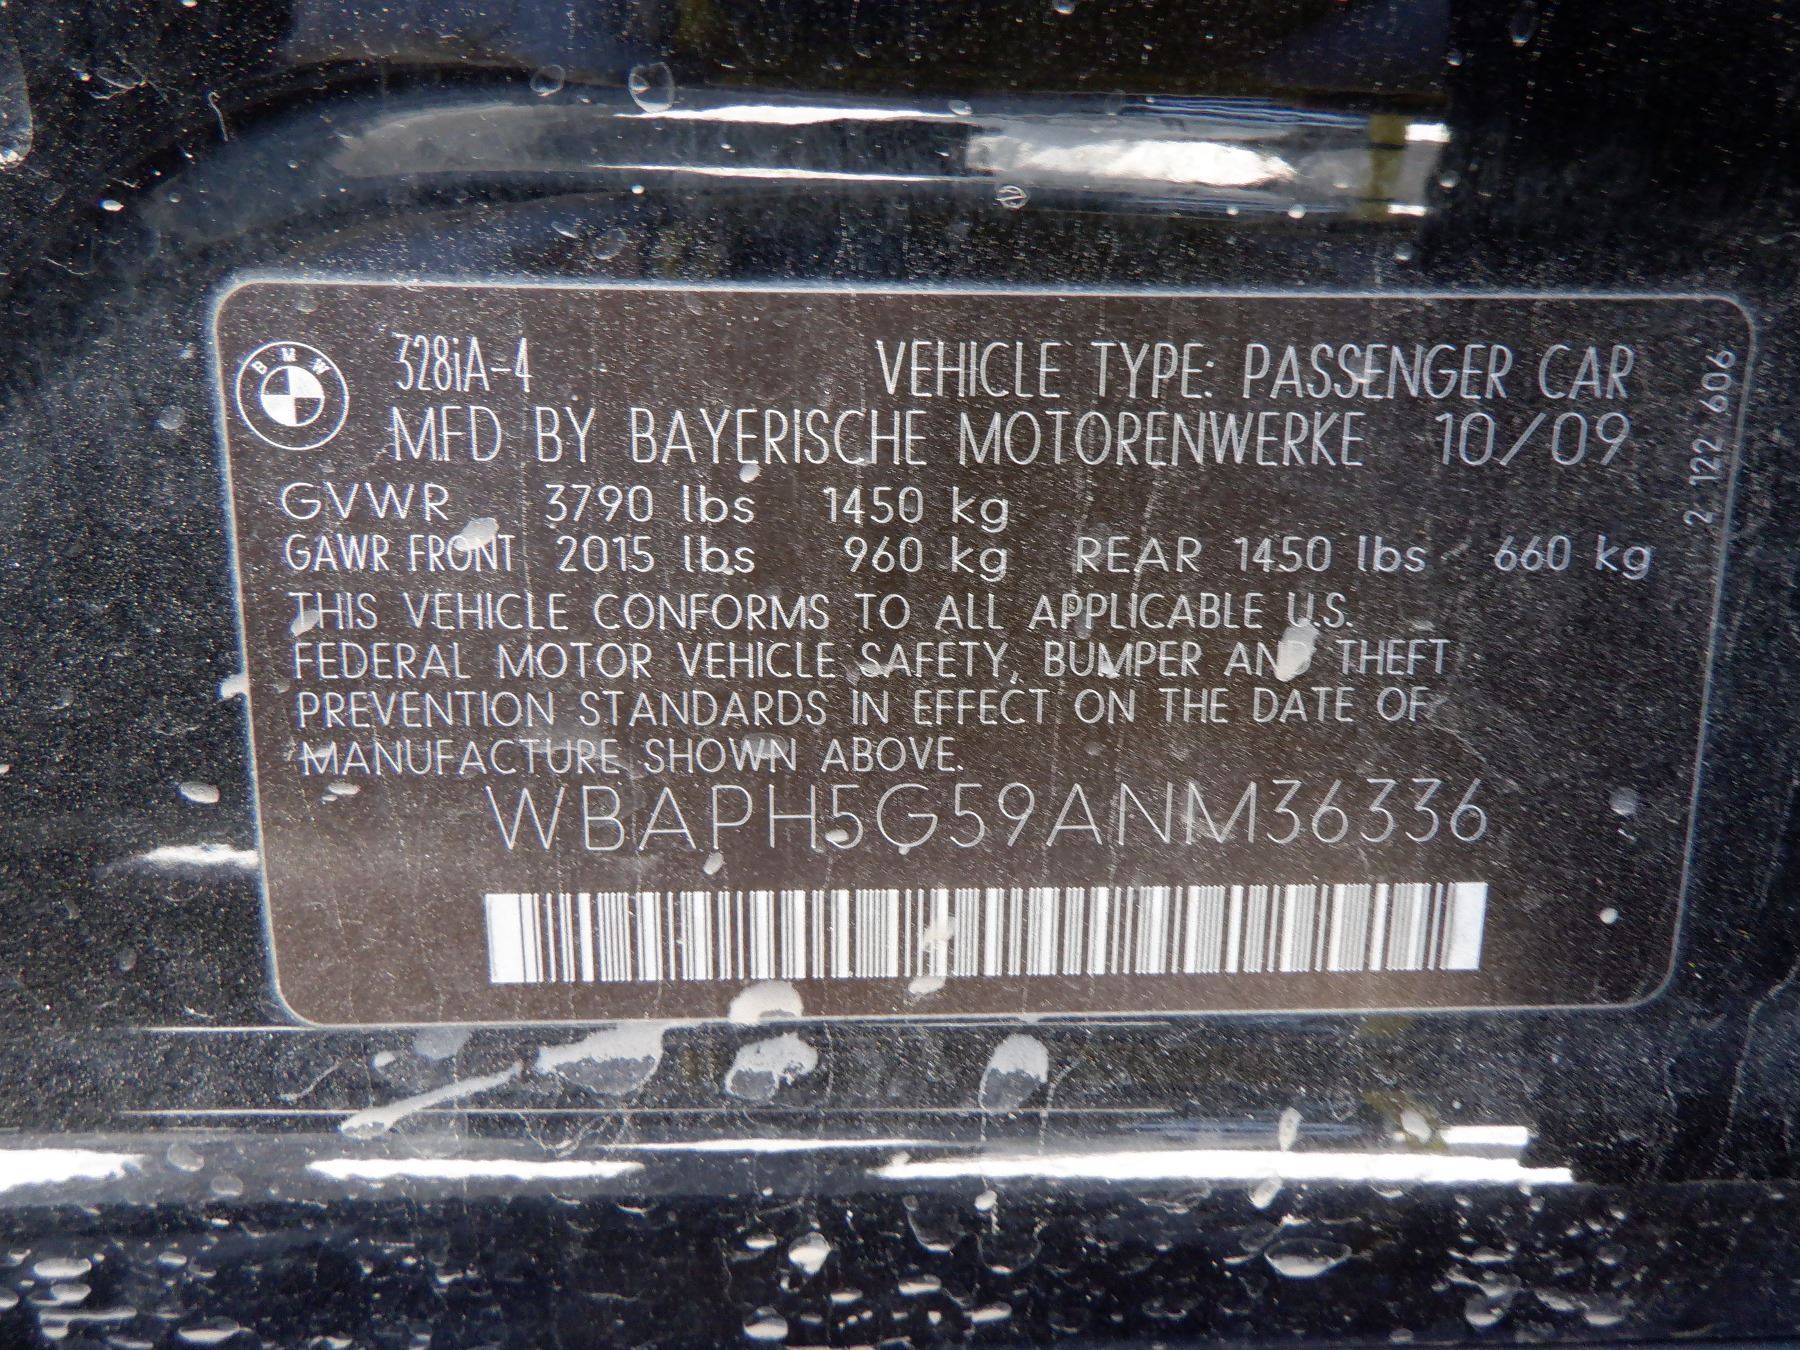 BMW
328iA-4 VEHICLE TYPE: PASSENGER CAR
MFD BY BAYERISCHE MOTORENWERKE 10/09
GVWR 3790 lbs 1450 kg
GAWR FRONT 2015 lbs 960 kg REAR 1450 lbs 660 kg
THIS VEHICLE CONFORMS TO ALL APPLICABLE U.S.
FEDERAL MOTOR VEHICLE SAFETY, BUMPER AND THEFT
PREVENTION STANDARDS IN EFFECT ON THE DATE OF
MANUFACTURE SHOWN ABOVE.
WBAPH5G59ANM36336
2 122 606